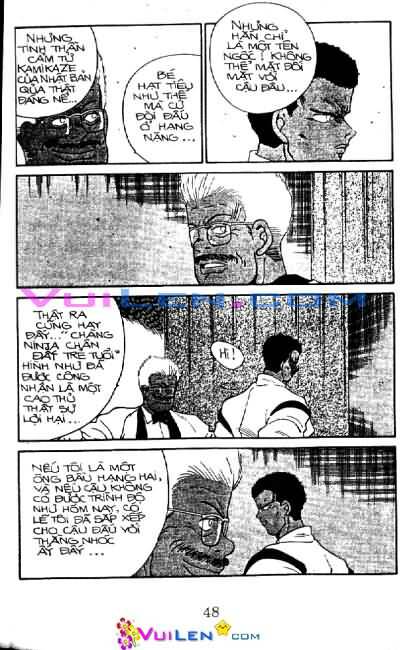 NHƯNG
HẮN CHỈ
LÀ MỘT TÊN
NGỐC! KHÔNG
THỂ MẶT ĐỐI
MẶT VỚI
CẬU ĐÂU...
BÉ
HẠT TIÊU
NHƯ THẾ
MÀ CỨ
ĐÒI ĐẤU
Ở HẠNG
NẶNG...
NHƯNG
TINH THẦN
CẢM TỬ
KAMIKAZE
CỦA NHẬT BẢN
QUẢ THẬT
ĐÁNG NỂ...
THẬT RA
CŨNG HAY
ĐẤY... "CHÀNG
NINJA CHÂN
ĐẤT TRẺ TUỔI"
HÌNH NHƯ ĐÃ
ĐƯỢC CÔNG
NHẬN LÀ MỘT
CAO THỦ
THẬT SỰ
LỢI HẠI...
HỈ!
NẾU TÔI LÀ MỘT
ÔNG BẦU HẠNG HAI,
VÀ NẾU CẬU KHÔNG
CÓ ĐƯỢC TRÌNH ĐỘ
NHƯ HÔM NAY, CÓ
LẼ TÔI ĐÃ SẮP XẾP
CHO CẬU ĐẤU VỚI
THẰNG NHÓC
ẤY ĐẤY...
VUILEN.COM
48
VUILEN.COM